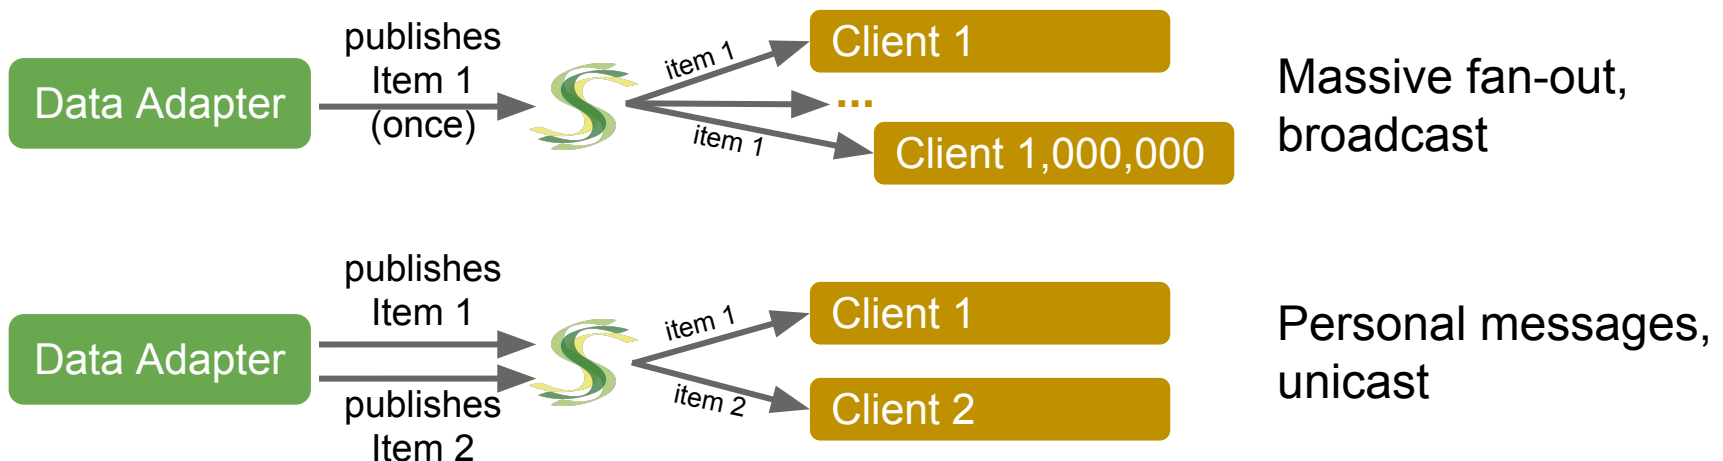 publishes
Item 1
(once)
Data Adapter
item 1
item 1
Client 1
...
Client 1,000,000
Massive fan-out,
broadcast
publishes
Item 1
Data Adapter
publishes
Item 2
item 1
item 2
Client 1
Client 2
Personal messages,
unicast